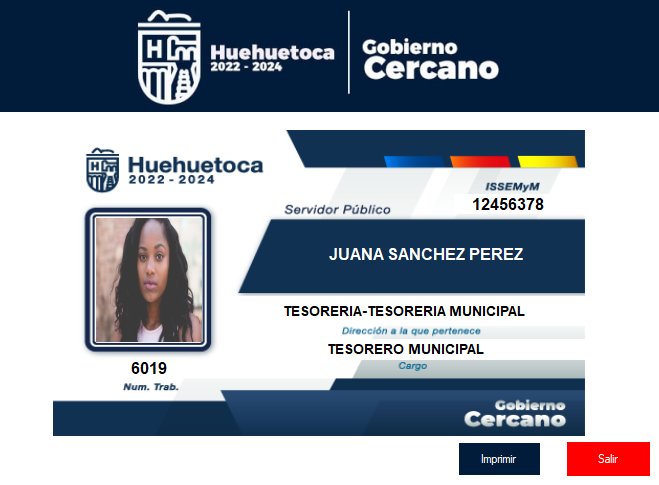 Huehuetoca
2022 - 2024
Gobierno
Cercano
Huehuetoca
2022 - 2024
ISSEMyM
12456378
Servidor Público
JUANA SANCHEZ PEREZ
TESORERIA-TESORERIA MUNICIPAL
Dirección a la que pertenece
TESORERO MUNICIPAL
Cargo
6019
Num. Trab.
Gobierno
Cercano
Imprimir
Salir